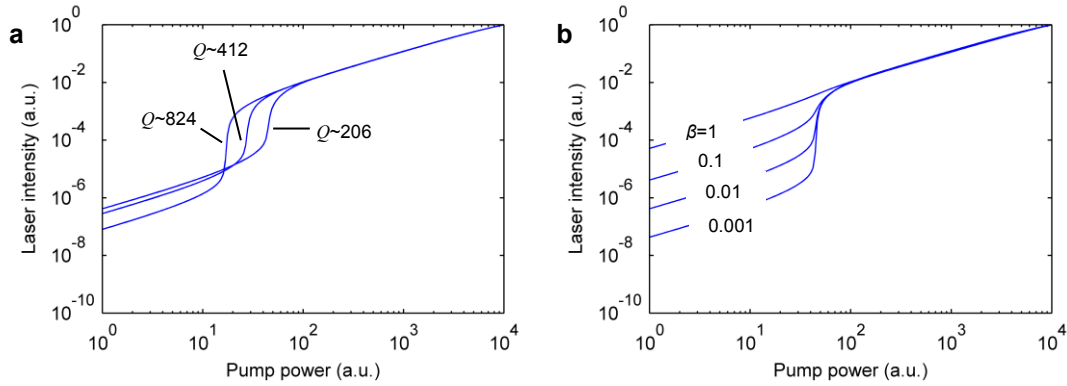 a
Laser intensity (a.u.)
10^0
10^-2
10^-4
10^-6
10^-8
10^-10
Q~412
Q~824
Q~206
10^0 10^1 10^2 10^3 10^4
Pump power (a.u.)
b
Laser intensity (a.u.)
10^0
10^-2
10^-4
10^-6
10^-8
10^-10
β=1
0.1
0.01
0.001
10^0 10^1 10^2 10^3 10^4
Pump power (a.u.)